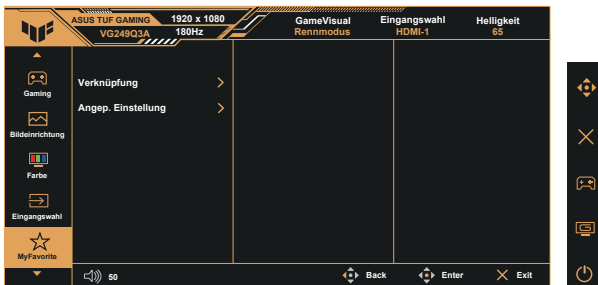 ASUS TUF GAMING 1920 x 1080 GameVisual Eingangswahl Helligkeit
VG249Q3A 180Hz Rennmodus HDMI-1 65
Gaming
Bildeinrichtung
Farbe
Eingangswahl
MyFavorite
Verknüpfung
Angep. Einstellung
50 Back Enter Exit